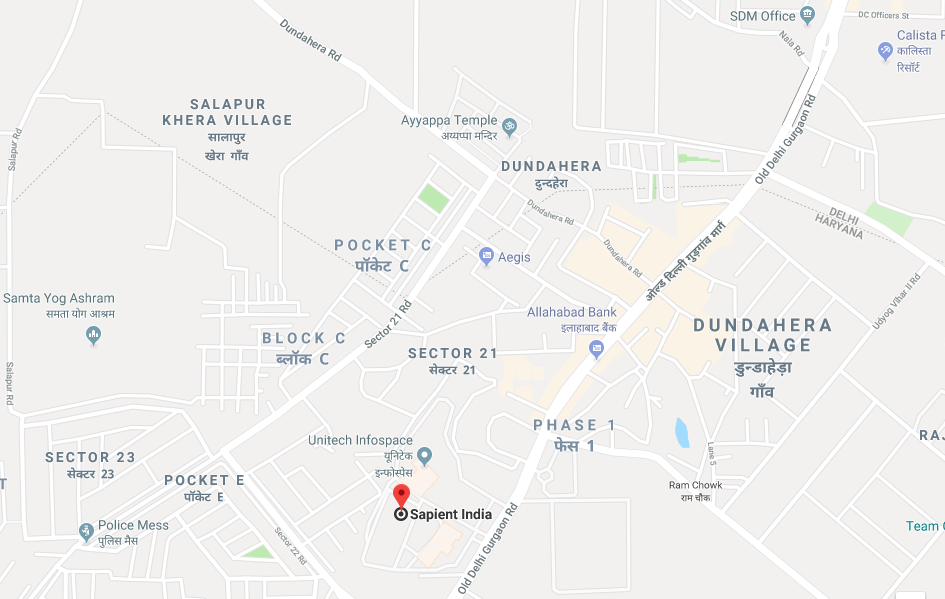 SDM Office
DC Officers St
Nala Rd
Calista
कालिस्ता
रिसॉर्ट
Dundahera Rd
Old Delhi Gurgaon Rd
SALAPUR
KHERA VILLAGE
सालापुर
खेरा गाँव
Salapur Rd
Ayyappa Temple
अय्यप्पा मन्दिर
DUNDAHERA
दुन्दहेरा
Dundahera Rd
DELHI
HARYANA
POCKET C
पॉकेट C
Aegis
Dundahera Rd
ओल्ड दिल्ली गुड़गांव मार्ग
Udyog Vihar II Rd
Samta Yog Ashram
समता योग आश्रम
Sector 21 Rd
Allahabad Bank
इलाहाबाद बैंक
BLOCK C
ब्लॉक C
SECTOR 21
सेक्टर 21
DUNDAHERA
VILLAGE
डुन्डाहेड़ा
गाँव
Salapur Rd
PHASE 1
फेस 1
Unitech Infospace
यूनिटेक
इन्फोस्पेस
Lane 5
RAJ
SECTOR 23
सेक्टर 23
POCKET E
पॉकेट E
T
Ram Chowk
राम चौक
Sapient India
Police Mess
पुलिस मैस
Sector 22 Rd
Old Delhi Gurgaon Rd
Team